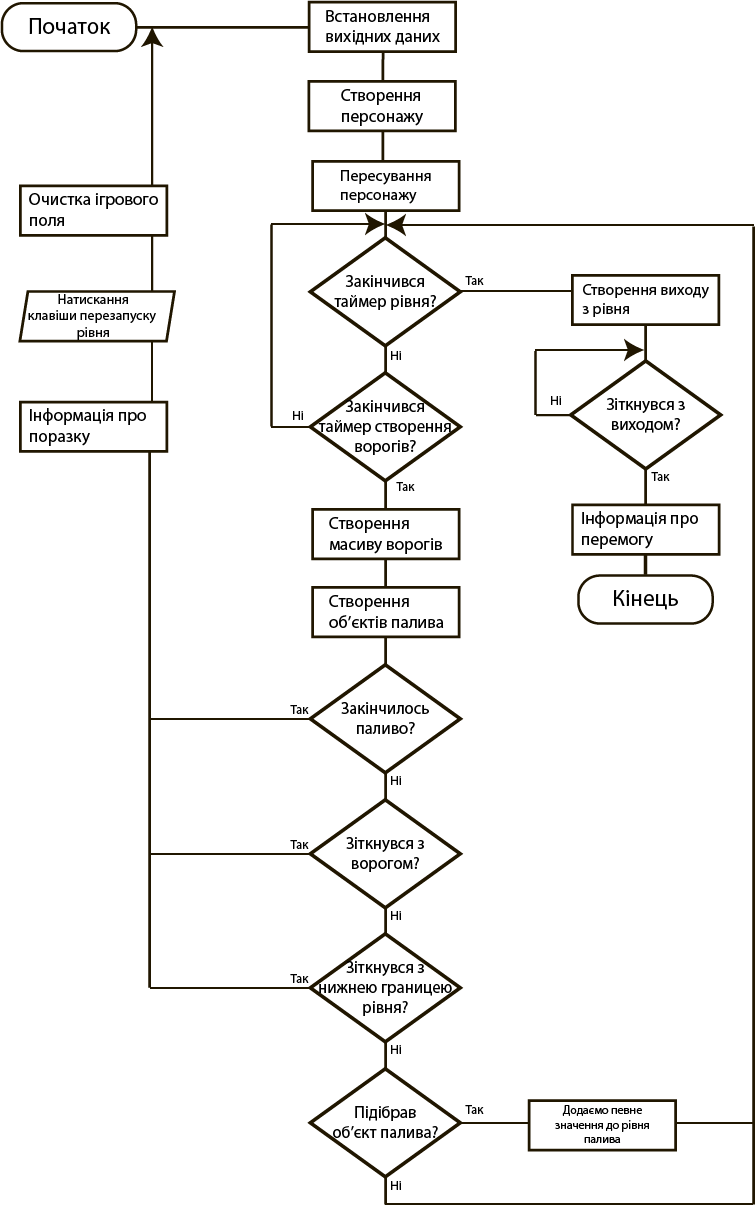 Початок
Встановлення
вихідних даних
Створення
персонажу
Пересування
персонажу
Очистка ігрового
поля
Натискання
клавіши перезапуску
рівня
Інформація про
поразку
Закінчився
таймер рівня?
Так
Ні
Створення виходу
з рівня
Закінчився
таймер створення
ворогів?
Ні
Так
Зіткнувся з
виходом?
Ні
Так
Інформація про
перемогу
Кінець
Створення
масиву ворогів
Створення
об’єктів палива
Закінчилось
паливо?
Так
Ні
Зіткнувся з
ворогом?
Так
Ні
Зіткнувся з
нижнею границею
рівня?
Так
Ні
Підібрав
об’єкт палива?
Так
Ні
Додаємо певне
значення до рівня
палива